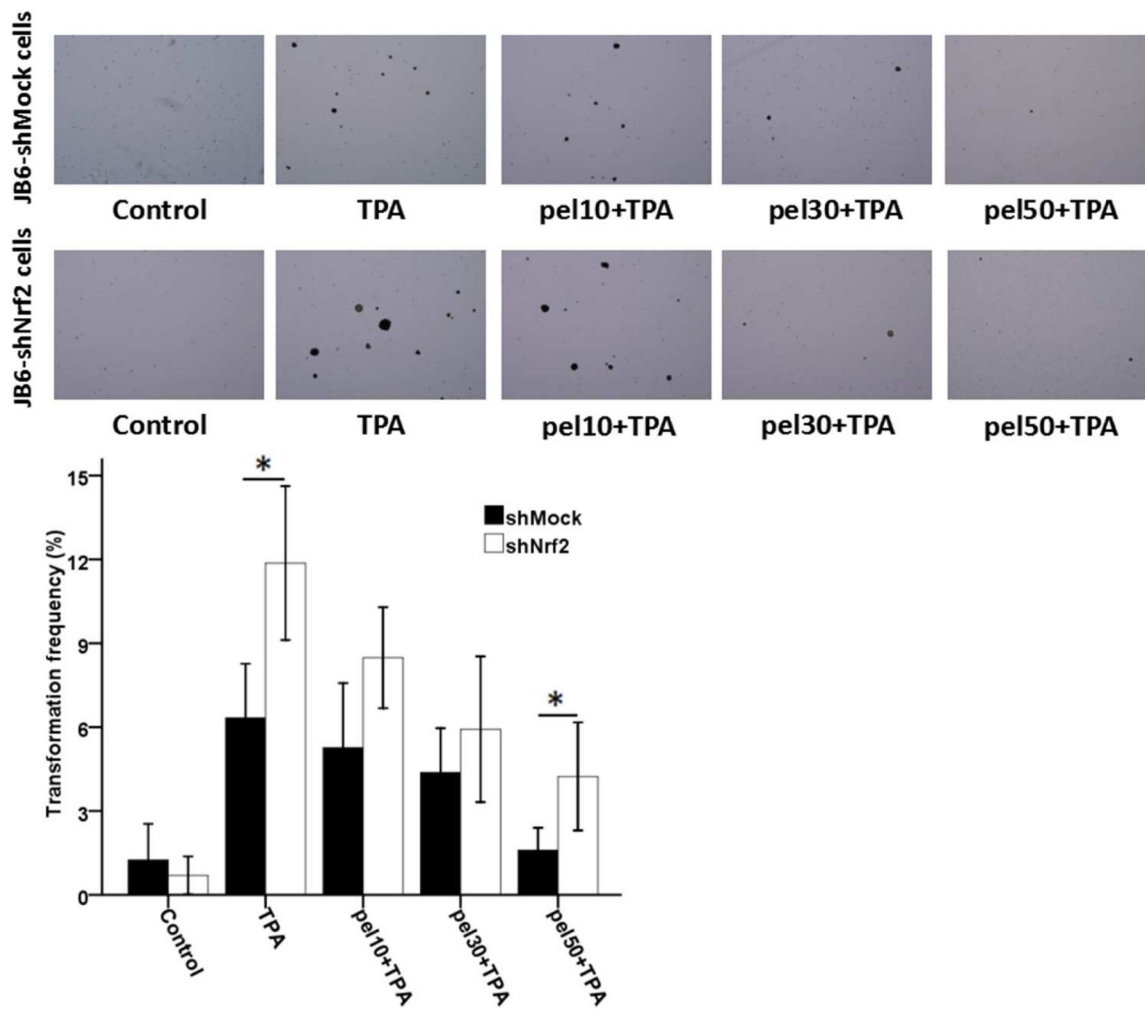 JB6-shMock cells
Control
TPA
pel10+TPA
pel30+TPA
pel50+TPA
JB6-shNrf2 cells
Control
TPA
pel10+TPA
pel30+TPA
pel50+TPA
Transformation frequency (%)
15
12
9
6
3
0
*
*
shMock
shNrf2
Control
TPA
pel10+TPA
pel30+TPA
pel50+TPA